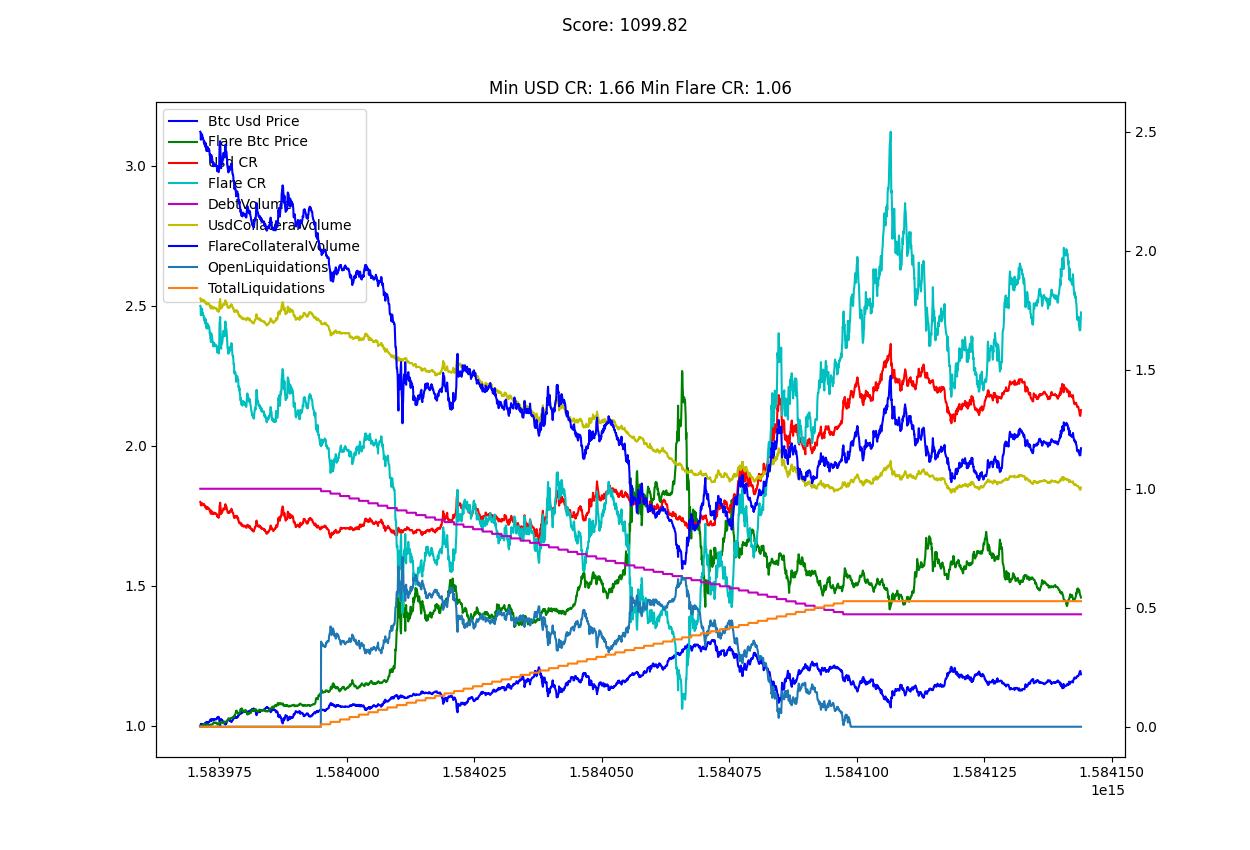 Score: 1099.82
Min USD CR: 1.66 Min Flare CR: 1.06
Btc Usd Price
Flare Btc Price
Usd CR
Flare CR
DebtVolume
UsdCollateralVolume
FlareCollateralVolume
OpenLiquidations
TotalLiquidations
3.0
2.5
2.0
1.5
1.0
2.5
2.0
1.5
1.0
0.5
0.0
1.583975 1.584000 1.584025 1.584050 1.584075 1.584100 1.584125 1.584150
1e15